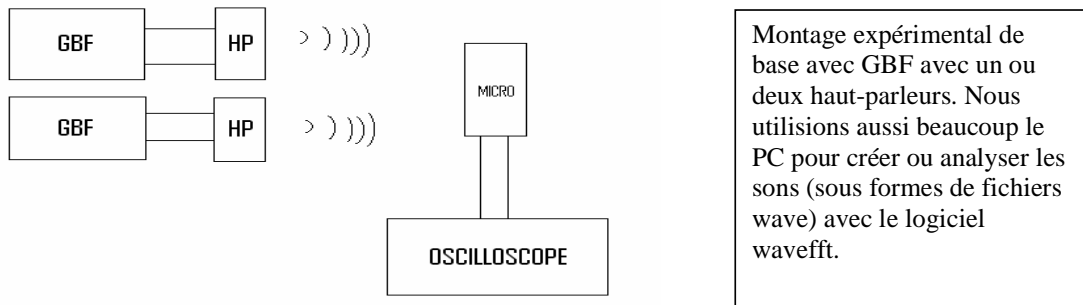 GBF HP
GBF HP
MICRO
OSCILLOSCOPE
Montage expérimental de
base avec GBF avec un ou
deux haut-parleurs. Nous
utilisions aussi beaucoup le
PC pour créer ou analyser les
sons (sous formes de fichiers
wave) avec le logiciel
wavefft.